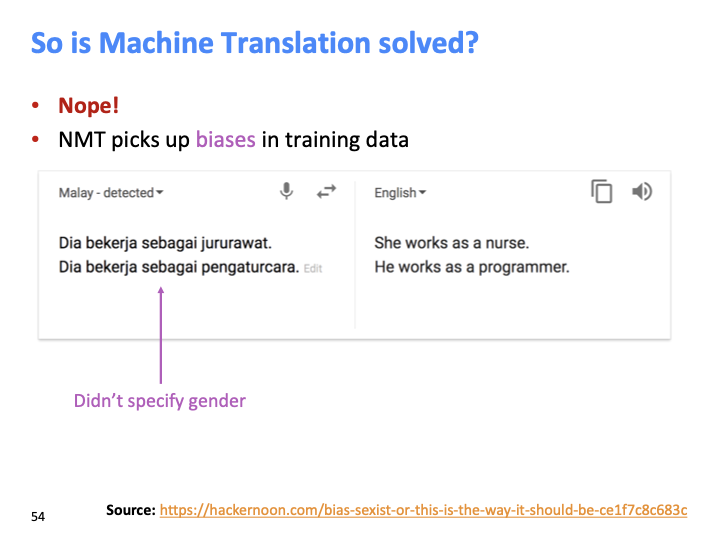 So is Machine Translation solved?
• Nope!
• NMT picks up biases in training data
Malay - detected
English
Dia bekerja sebagai jururawat.
Dia bekerja sebagai pengaturcara. Edit
She works as a nurse.
He works as a programmer.
Didn't specify gender
54
Source: https://hackernoon.com/bias-sexist-or-this-is-the-way-it-should-be-ce1f7c8c683c